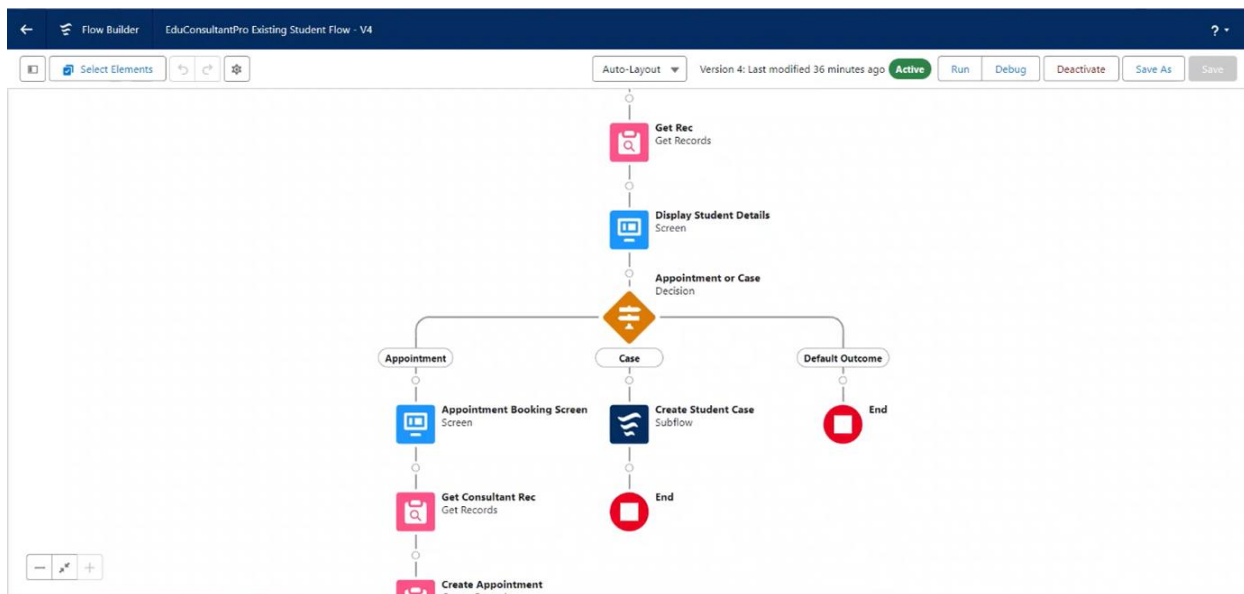 Flow Builder EduConsultantPro Existing Student Flow - V4 ?
Select Elements Auto-Layout Version 4: Last modified 36 minutes ago Active Run Debug Deactivate Save As Save
Get Rec
Get Records
Display Student Details
Screen
Appointment or Case
Decision
Appointment Case Default Outcome
Appointment Booking Screen
Screen
Create Student Case
Subflow
End
Get Consultant Rec
Get Records
End
Create Appointment